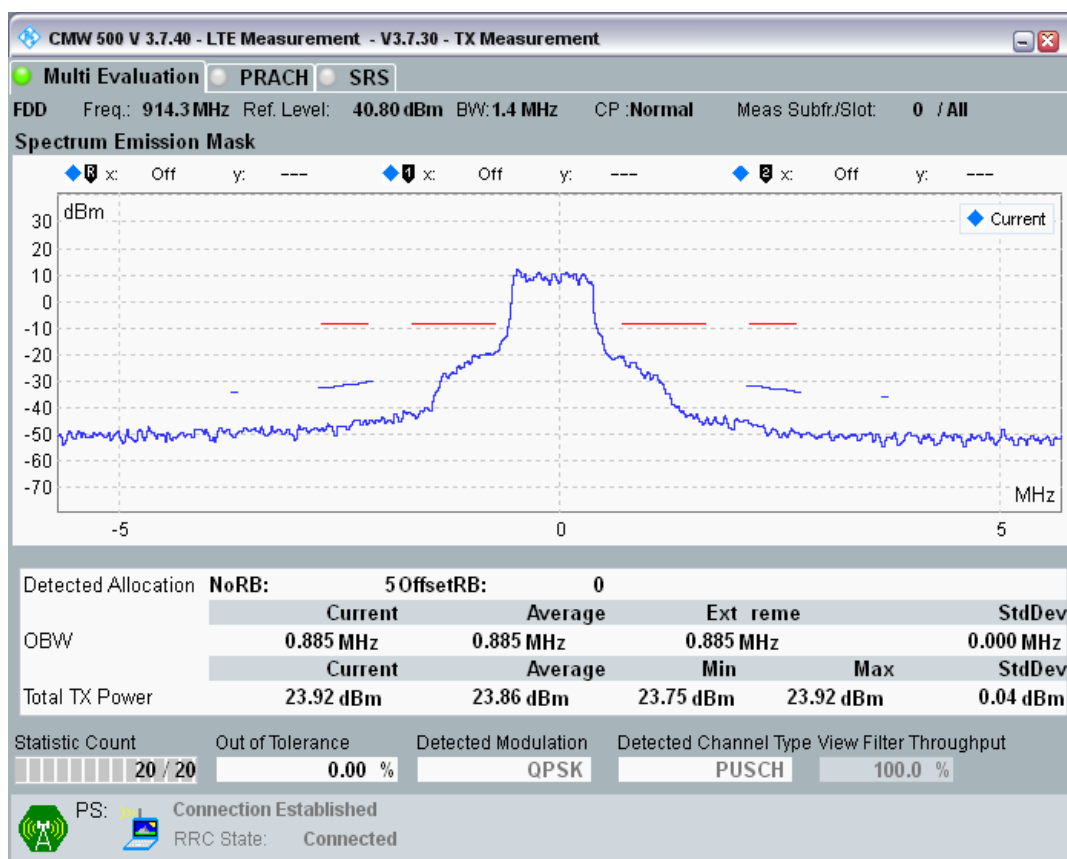 CMW 500 V 3.7.40 - LTE Measurement - V3.7.30 - TX Measurement
Multi Evaluation PRACH SRS
FDD Freq.: 914.3 MHz Ref. Level: 40.80 dBm BW: 1.4 MHz CP :Normal Meas Subfr./Slot: 0 / All
Spectrum Emission Mask
R x: Off y: --- 1 x: Off y: --- 2 x: Off y: ---
dBm
Current
30
20
10
0
-10
-20
-30
-40
-50
-60
-70
MHz
-5 0 5
Detected Allocation NoRB: 5 OffsetRB: 0
Current Average Ext reme StdDev
OBW 0.885 MHz 0.885 MHz 0.885 MHz 0.000 MHz
Current Average Min Max StdDev
Total TX Power 23.92 dBm 23.86 dBm 23.75 dBm 23.92 dBm 0.04 dBm
Statistic Count Out of Tolerance Detected Modulation Detected Channel Type View Filter Throughput
20 / 20 0.00 % QPSK PUSCH 100.0 %
PS: Connection Established
RRC State: Connected